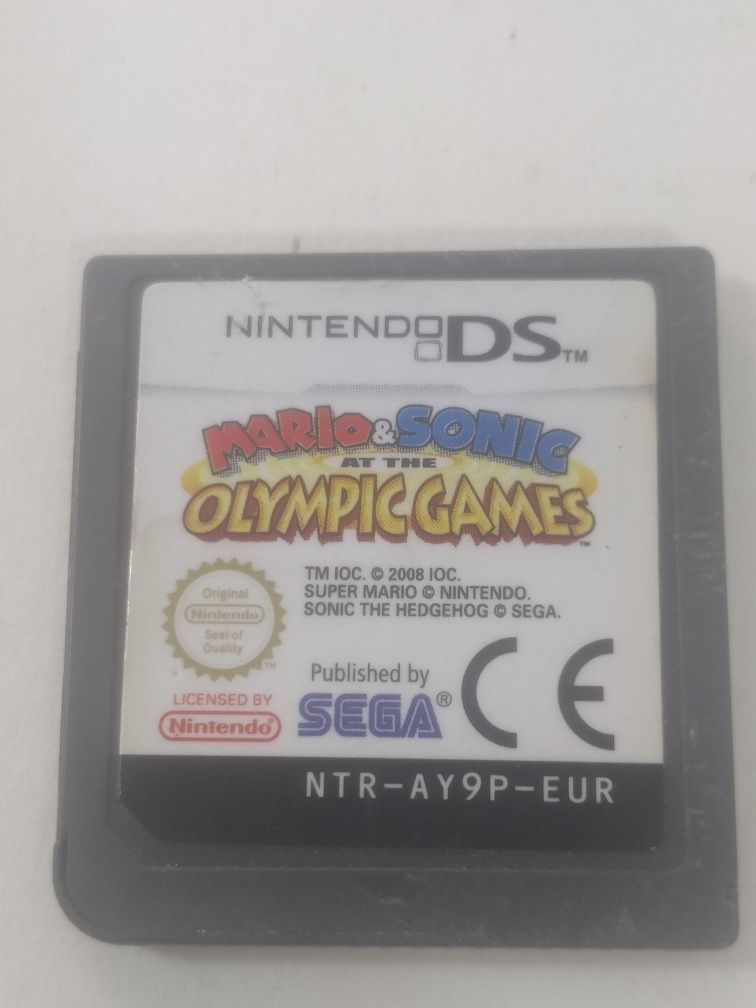 NINTENDO DS™
MARIO & SONIC
AT THE
OLYMPIC GAMES™
TM IOC. © 2008 IOC.
SUPER MARIO © NINTENDO.
SONIC THE HEDGEHOG © SEGA.
Original
Nintendo
Seal of
Quality
TM
LICENSED BY
Nintendo®
Published by
SEGA®
CE
NTR-AY9P-EUR